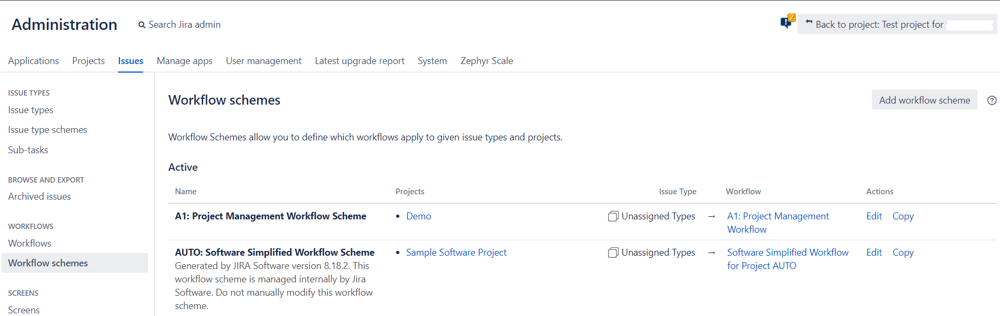 Administration
Search Jira admin
2
Back to project: Test project for
Applications Projects Issues Manage apps User management Latest upgrade report System Zephyr Scale
ISSUE TYPES
Issue types
Issue type schemes
Sub-tasks
BROWSE AND EXPORT
Archived issues
WORKFLOWS
Workflows
Workflow schemes
SCREENS
Screens
Workflow schemes
Add workflow scheme
?
Workflow Schemes allow you to define which workflows apply to given issue types and projects.
Active
Name Projects Issue Type Workflow Actions
A1: Project Management Workflow Scheme • Demo Unassigned Types → A1: Project Management Edit Copy
Workflow
AUTO: Software Simplified Workflow Scheme • Sample Software Project Unassigned Types → Software Simplified Workflow Edit Copy
Generated by JIRA Software version 8.18.2. This for Project AUTO
workflow scheme is managed internally by Jira
Software. Do not manually modify this workflow
scheme.